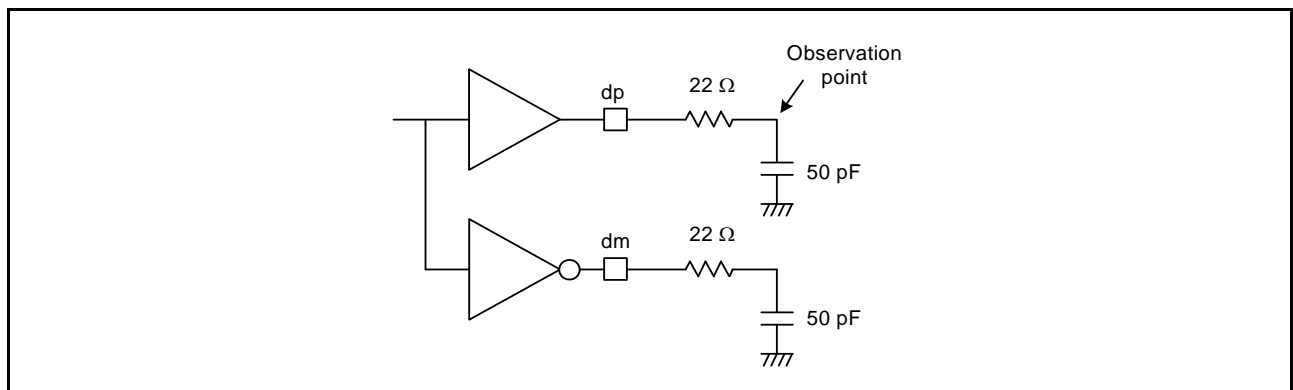 Observation
point
22 Ω
dp
50 pF
22 Ω
dm
50 pF